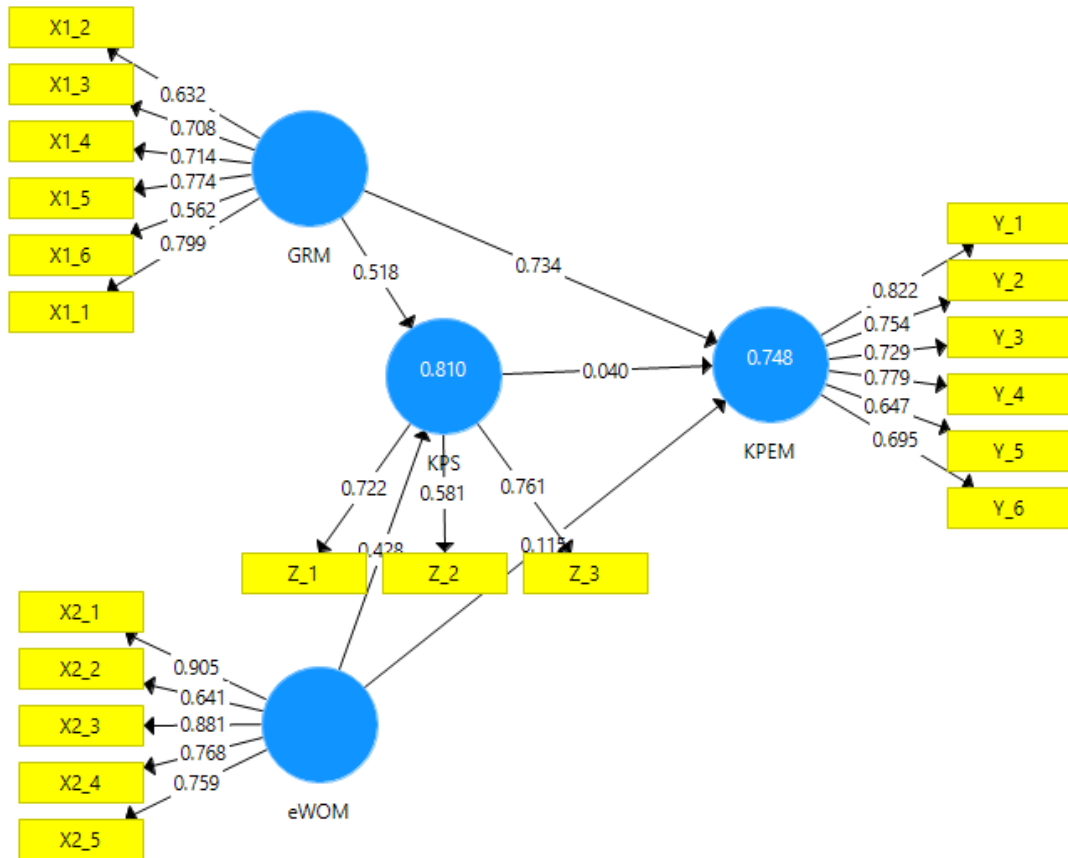 X1_2
X1_3
X1_4
X1_5
X1_6
X1_1
0.632
0.708
0.714
0.774
0.562
0.799
GRM
0.518
0.734
0.810
KPS
0.040
0.722
0.581
0.761
Z_1
Z_2
Z_3
0.428
0.115
0.748
KPEM
0.822
0.754
0.729
0.779
0.647
0.695
Y_1
Y_2
Y_3
Y_4
Y_5
Y_6
X2_1
X2_2
X2_3
X2_4
X2_5
0.905
0.641
0.881
0.768
0.759
eWOM